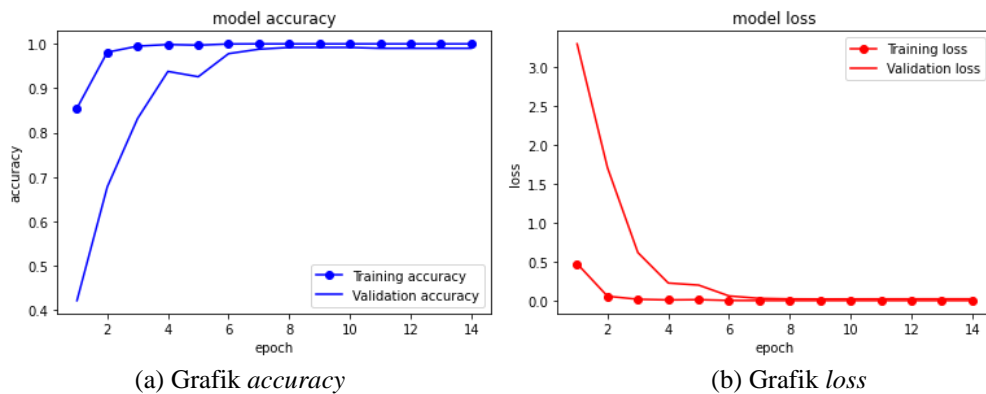 model accuracy
1.0
0.9
0.8
0.7
0.6
0.5
0.4
accuracy
Training accuracy
Validation accuracy
2 4 6 8 10 12 14
epoch
(a) Grafik accuracy
model loss
3.0
2.5
2.0
1.5
1.0
0.5
0.0
loss
Training loss
Validation loss
2 4 6 8 10 12 14
epoch
(b) Grafik loss